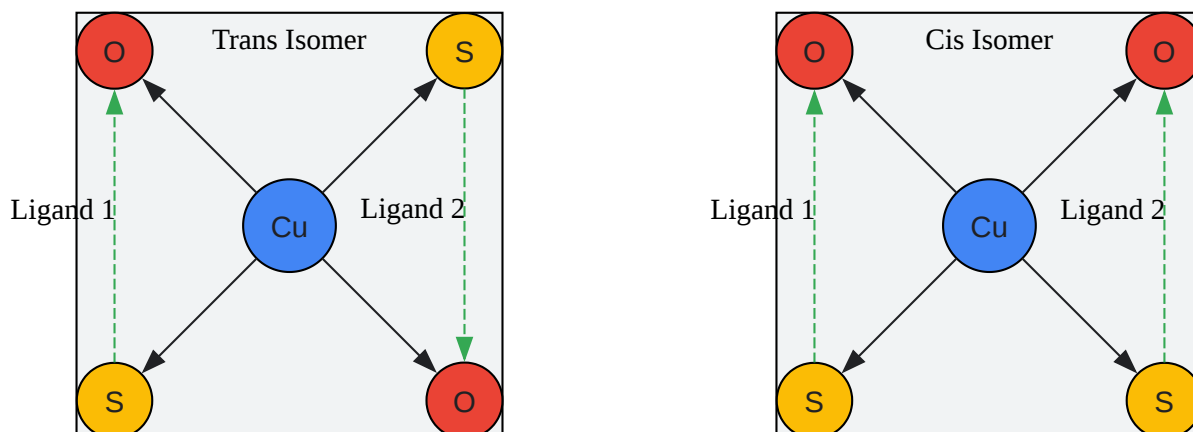 O Trans Isomer S
Ligand 1 Cu Ligand 2
S O
O Cis Isomer O
Ligand 1 Cu Ligand 2
S S